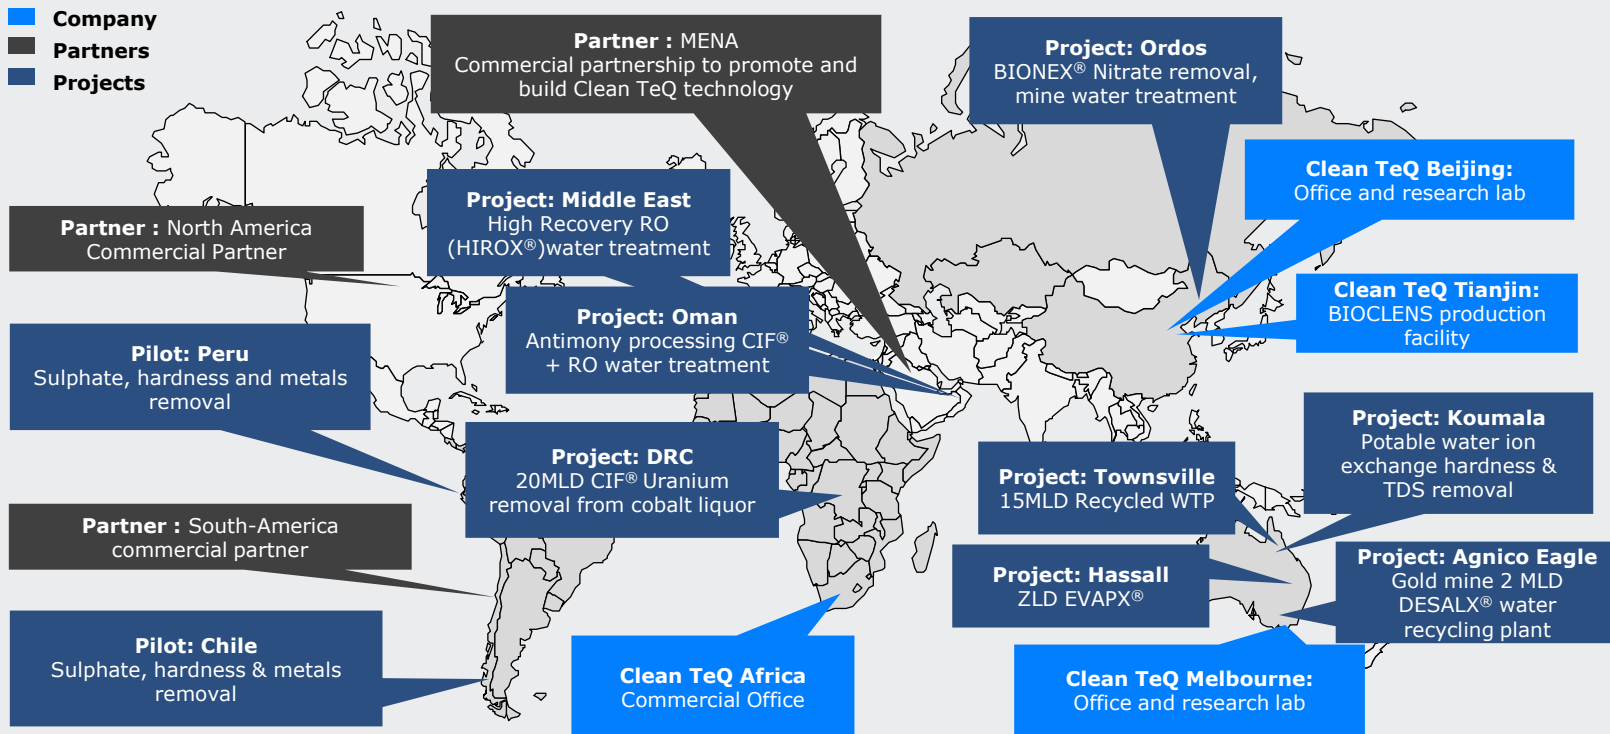 Company
Partners
Projects
Partner : MENA
Commercial partnership to promote and
build Clean TeQ technology
Project: Ordos
BIONEX® Nitrate removal,
mine water treatment
Clean TeQ Beijing:
Office and research lab
Project: Middle East
High Recovery RO
(HIROX®)water treatment
Partner : North America
Commercial Partner
Clean TeQ Tianjin:
BIOCLENS production
facility
Project: Oman
Antimony processing CIF®
+ RO water treatment
Pilot: Peru
Sulphate, hardness and metals
removal
Project: Koumala
Potable water ion
exchange hardness &
TDS removal
Project: DRC
20MLD CIF® Uranium
removal from cobalt liquor
Project: Townsville
15MLD Recycled WTP
Partner : South-America
commercial partner
Project: Hassall
ZLD EVAPX®
Project: Agnico Eagle
Gold mine 2 MLD
DESALX® water
recycling plant
Pilot: Chile
Sulphate, hardness & metals
removal
Clean TeQ Africa
Commercial Office
Clean TeQ Melbourne:
Office and research lab